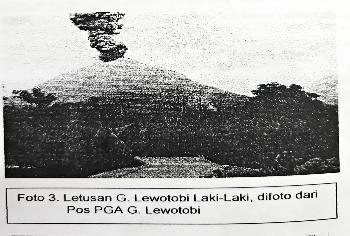 Foto 3. Letusan G. Lewotobi Laki-Laki, difoto dari
Pos PGA G. Lewotobi